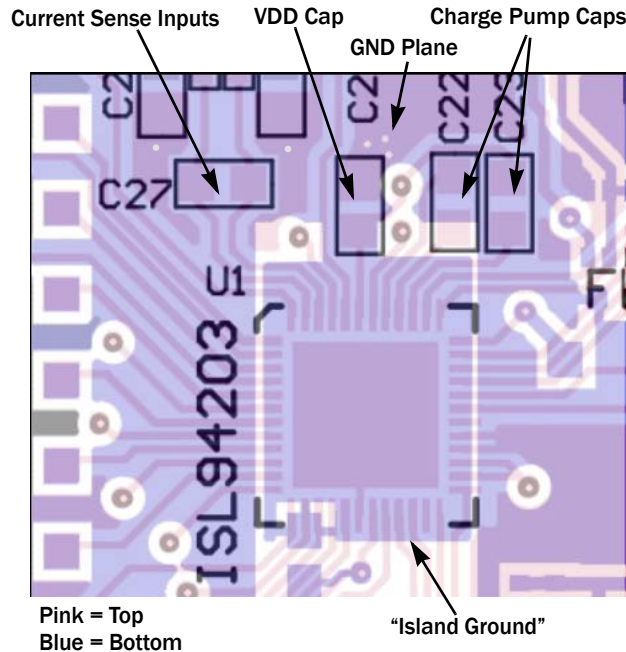 Current Sense Inputs
VDD Cap
Charge Pump Caps
GND Plane
C22
C27
U1
ISL94203
"Island Ground"
Pink = Top
Blue = Bottom